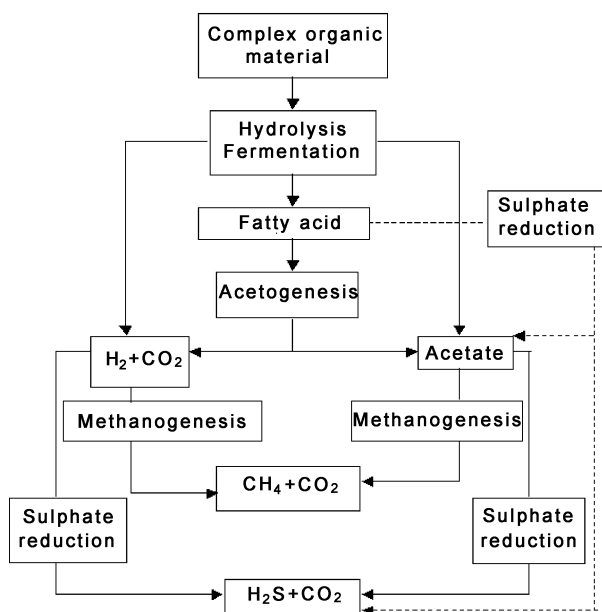 Complex organic
material
Hydrolysis
Fermentation
Fatty acid
Sulphate
reduction
Acetogenesis
H₂+CO₂
Acetate
Methanogenesis
Methanogenesis
CH₄+CO₂
Sulphate
reduction
Sulphate
reduction
H₂S+CO₂